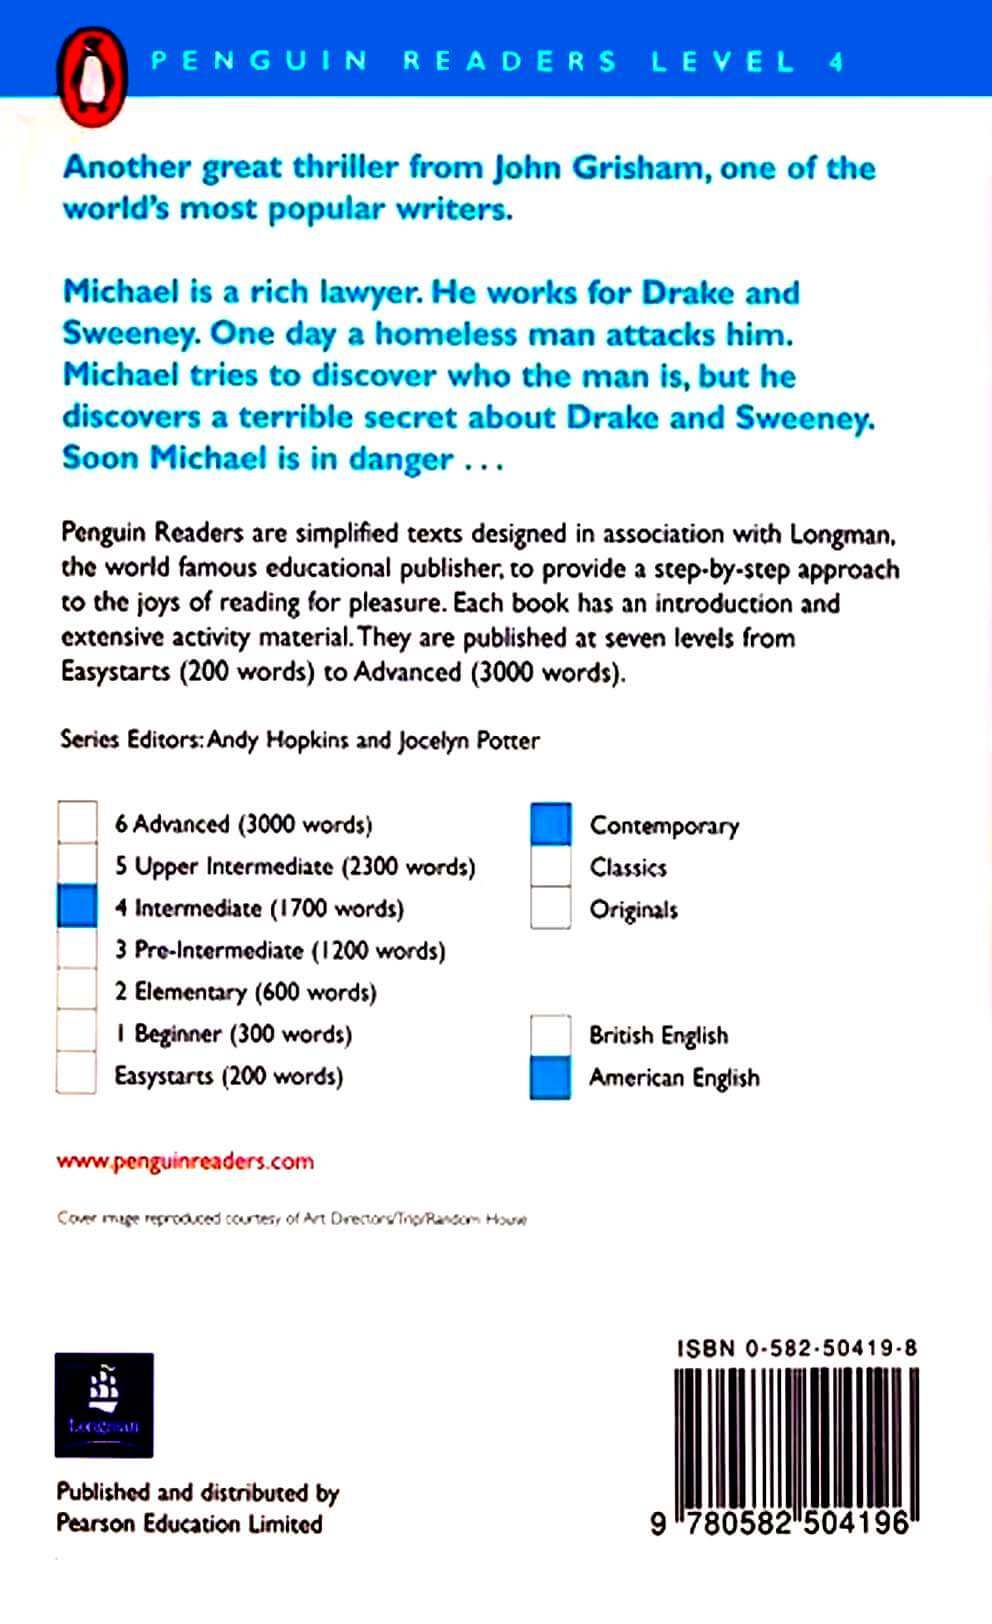 PENGUIN READERS LEVEL 4
Another great thriller from John Grisham, one of the
world's most popular writers.
Michael is a rich lawyer. He works for Drake and
Sweeney. One day a homeless man attacks him.
Michael tries to discover who the man is, but he
discovers a terrible secret about Drake and Sweeney.
Soon Michael is in danger ...
Penguin Readers are simplified texts designed in association with Longman,
the world famous educational publisher, to provide a step-by-step approach
to the joys of reading for pleasure. Each book has an introduction and
extensive activity material. They are published at seven levels from
Easystarts (200 words) to Advanced (3000 words).
Series Editors: Andy Hopkins and Jocelyn Potter
6 Advanced (3000 words)
5 Upper Intermediate (2300 words)
4 Intermediate (1700 words)
3 Pre-Intermediate (1200 words)
2 Elementary (600 words)
1 Beginner (300 words)
Easystarts (200 words)
Contemporary
Classics
Originals
British English
American English
www.penguinreaders.com
Cover image reproduced courtesy of Art Directors/Trip/Random House
Longman
Published and distributed by
Pearson Education Limited
ISBN 0-582-50419-8
9 780582 504196